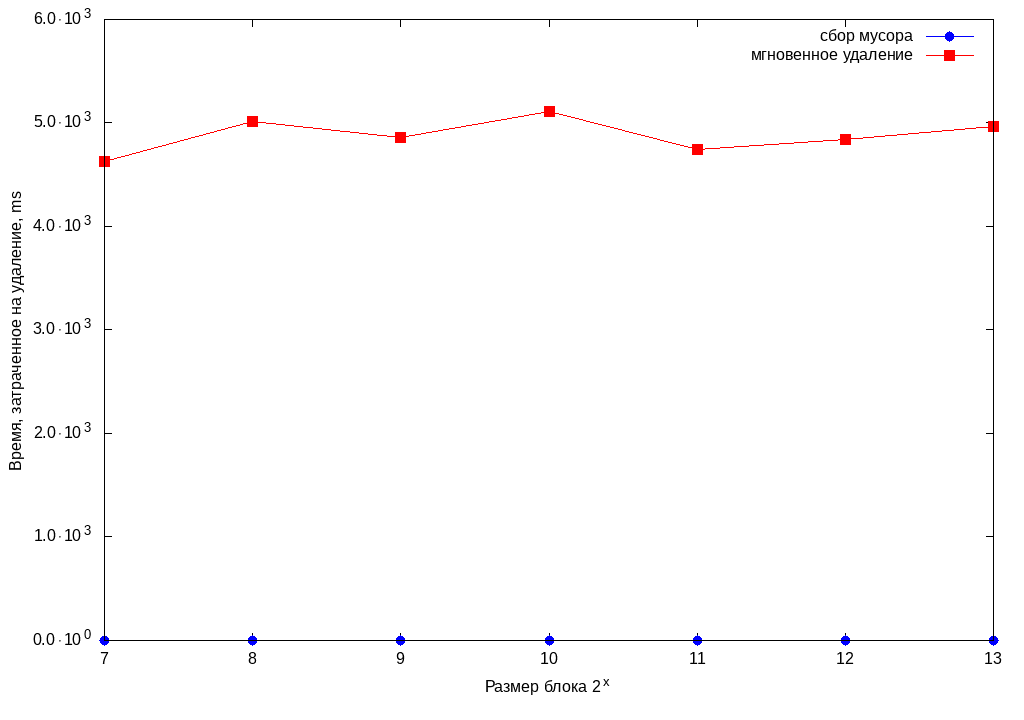 6.0·10³
5.0·10³
4.0·10³
3.0·10³
2.0·10³
1.0·10³
0.0·10⁰
7 8 9 10 11 12 13
Время, затраченное на удаление, ms
Размер блока 2ˣ
сбор мусора
мгновенное удаление